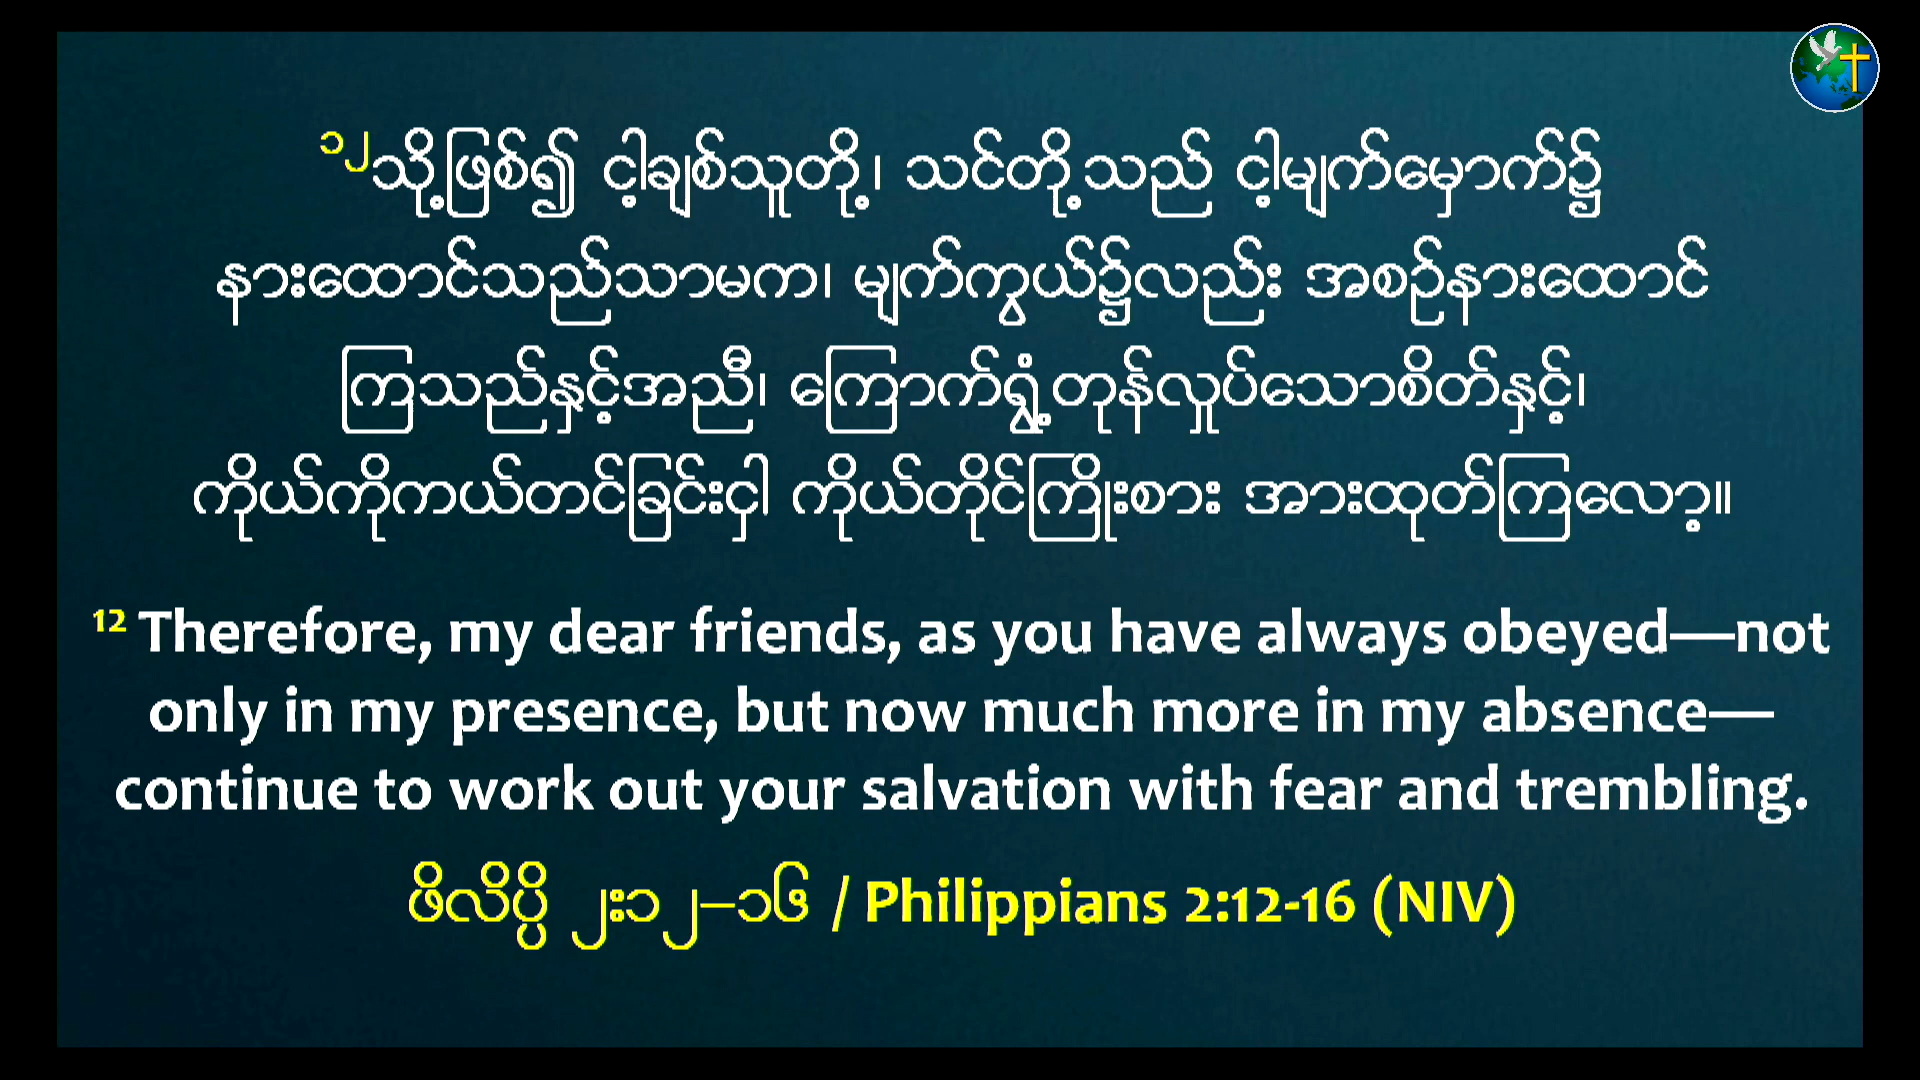 ၁၂သို့ဖြစ်၍ ငါ့ချစ်သူတို့၊ သင်တို့သည် ငါ့မျက်မှောက်၌
နားထောင်သည်သာမက၊ မျက်ကွယ်၌လည်း အစဉ်နားထောင်
ကြသည်နှင့်အညီ၊ ကြောက်ရွံ့တုန်လှုပ်သောစိတ်နှင့်၊
ကိုယ်ကိုကယ်တင်ခြင်းငှါ ကိုယ်တိုင်ကြိုးစား အားထုတ်ကြလော့။
12 Therefore, my dear friends, as you have always obeyed—not
only in my presence, but now much more in my absence—
continue to work out your salvation with fear and trembling.
ဖိလိပ္ပိ ၂း၁၂–၁၆ / Philippians 2:12-16 (NIV)